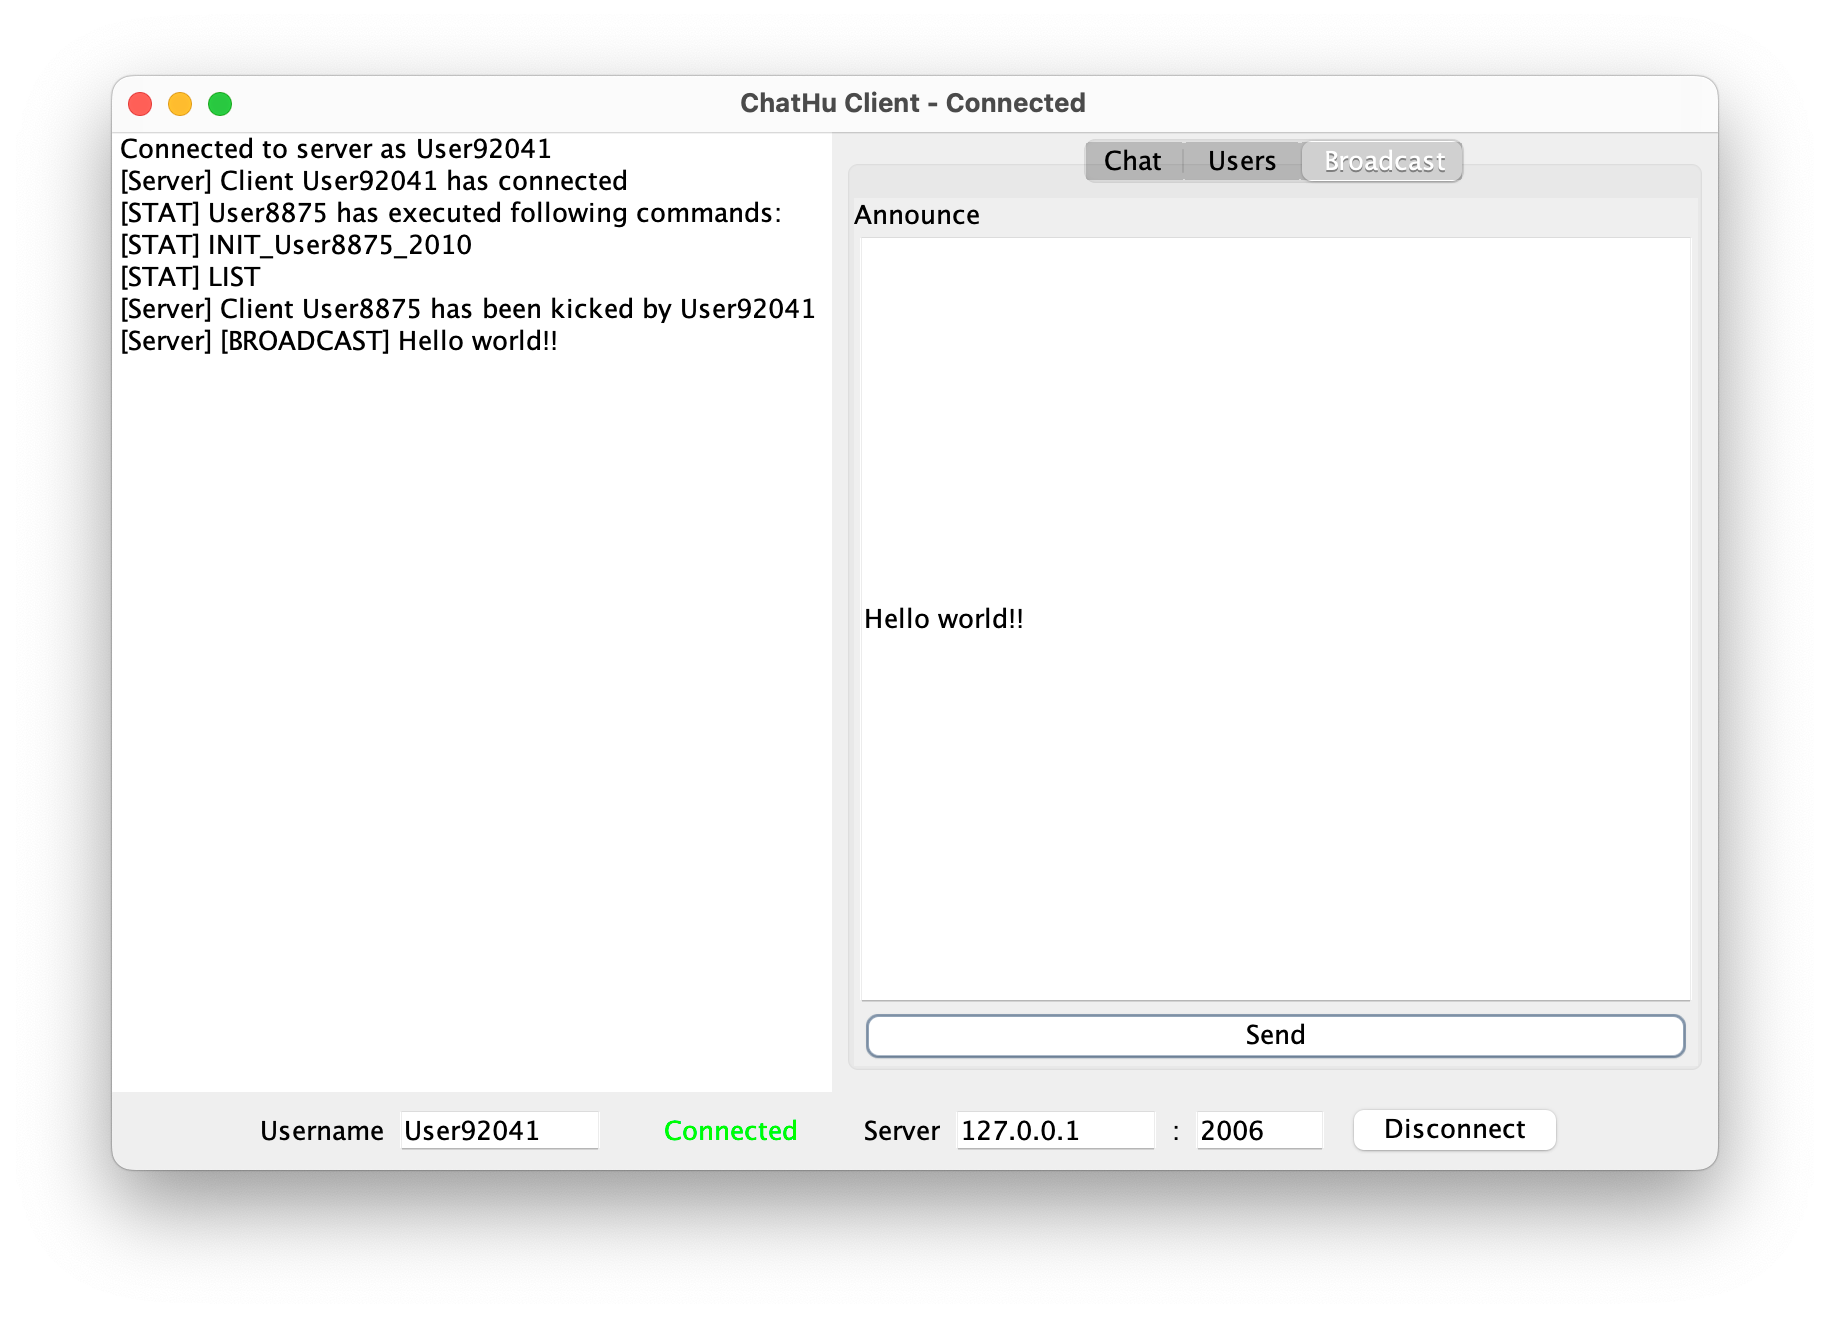 ChatHu Client - Connected
Connected to server as User92041
[Server] Client User92041 has connected
[STAT] User8875 has executed following commands:
[STAT] INIT_User8875_2010
[STAT] LIST
[Server] Client User8875 has been kicked by User92041
[Server] [BROADCAST] Hello world!!
Chat Users Broadcast
Announce
Hello world!!
Send
Username User92041 Connected Server 127.0.0.1 : 2006 Disconnect